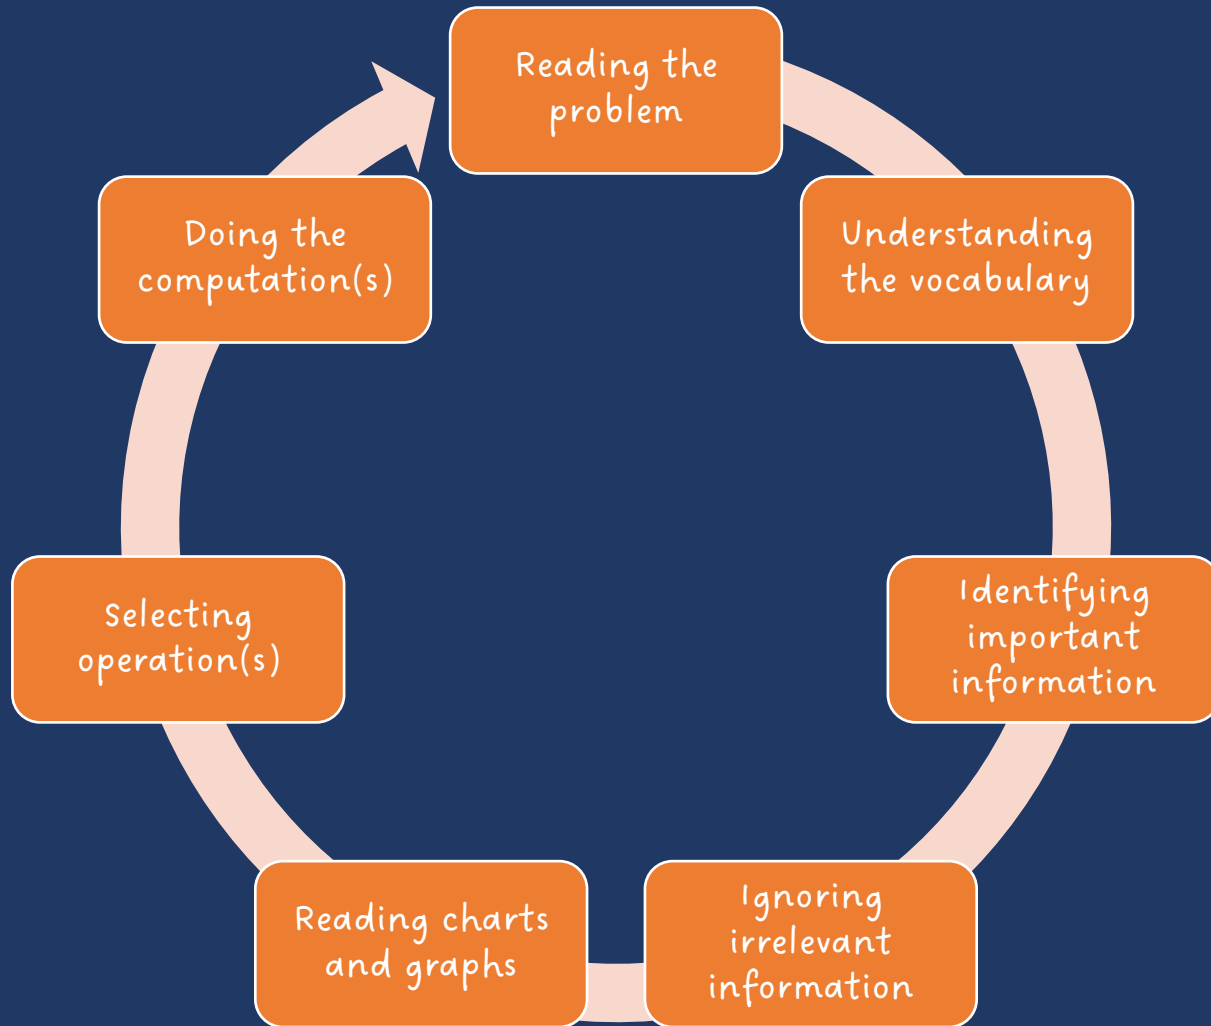 Reading the
problem
Understanding
the vocabulary
Identifying
important
information
Ignoring
irrelevant
information
Reading charts
and graphs
Selecting
operation(s)
Doing the
computation(s)